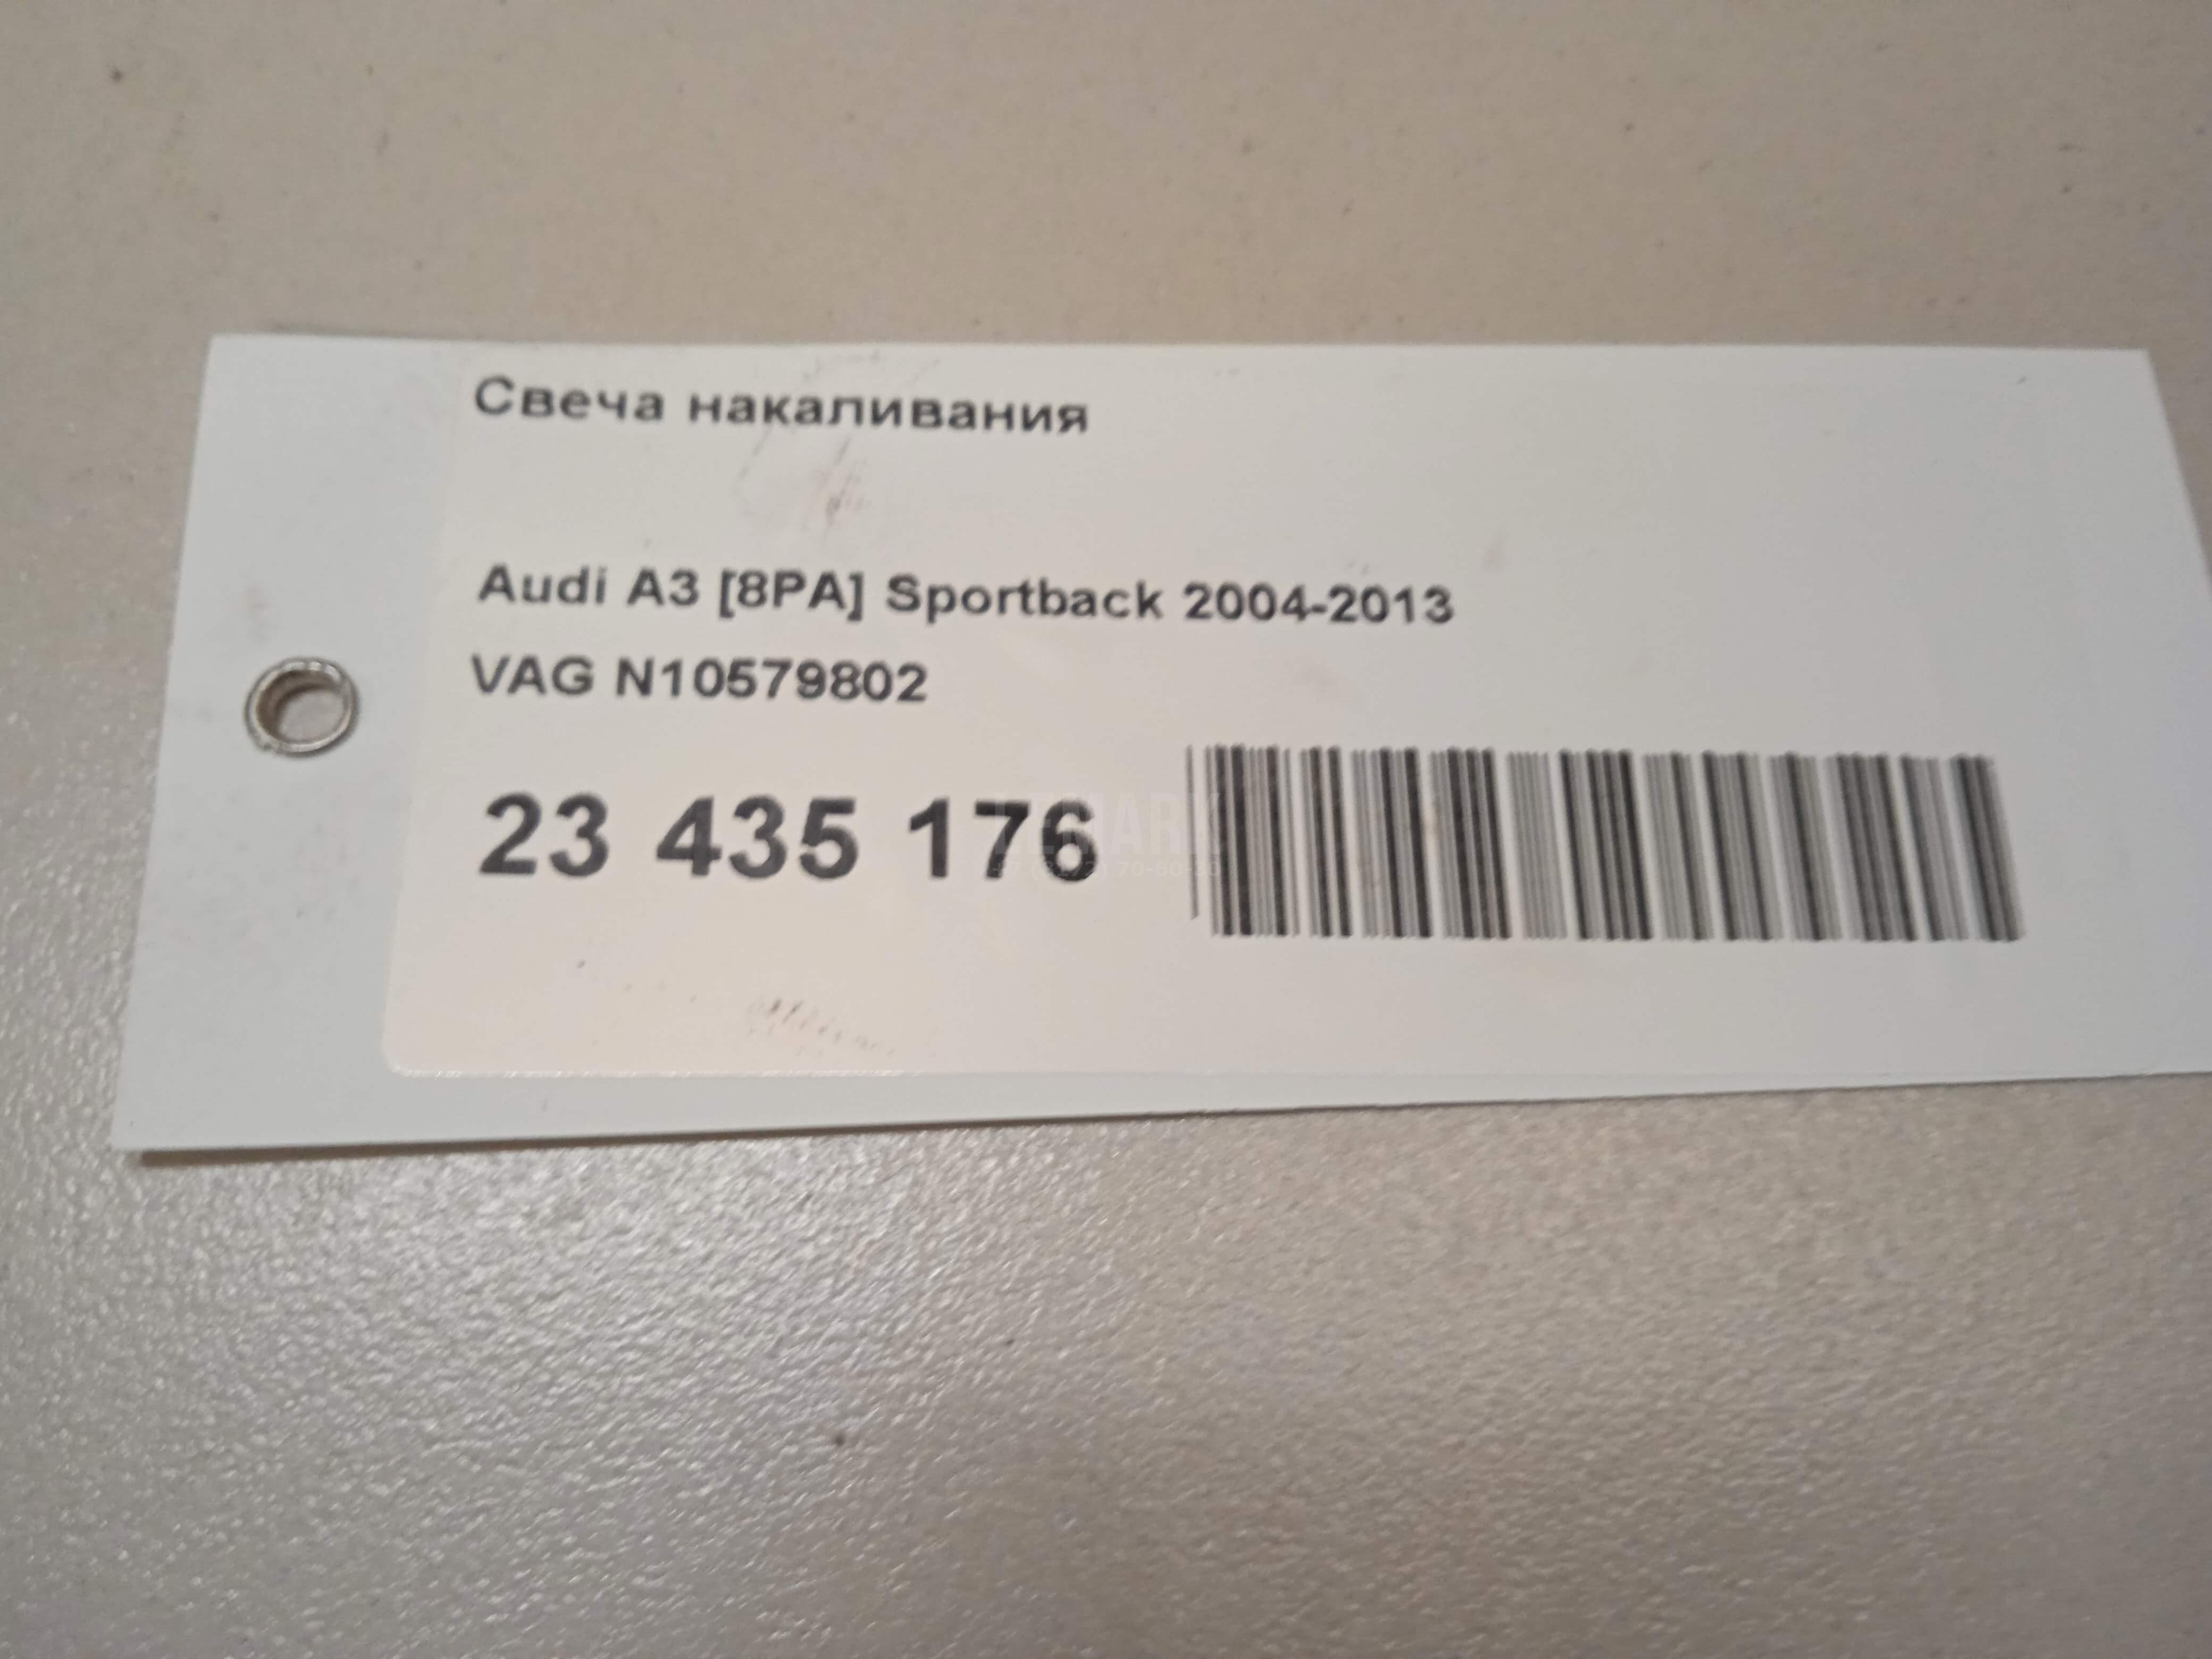 Свеча накаливания
Audi A3 [8PA] Sportback 2004-2013
VAG N10579802
23 435 176